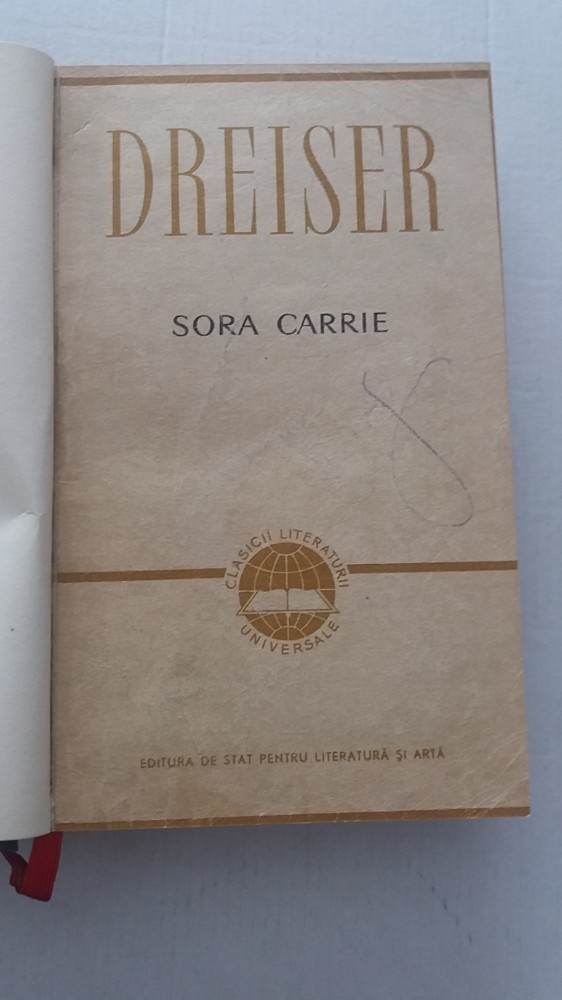 DREISER
SORA CARRIE
CLASICII LITERATURII
UNIVERSALE
EDITURA DE STAT PENTRU LITERATURĂ ȘI ARTĂ